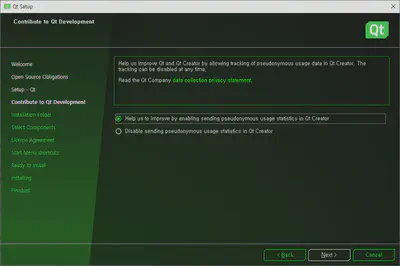 Qt Setup
Contribute to Qt Development
Qt
Welcome
Open Source Obligations
Setup - Qt
Contribute to Qt Development
Installation Folder
Select Components
License Agreement
Start Menu shortcuts
Ready to Install
Installing
Finished
Help us improve Qt and Qt Creator by allowing tracking of pseudonymous usage data in Qt Creator. The
tracking can be disabled at any time.
Read the Qt Company data collection privacy statement.
Help us to improve by enabling sending pseudonymous usage statistics in Qt Creator
Disable sending pseudonymous usage statistics in Qt Creator
< Back
Next >
Cancel